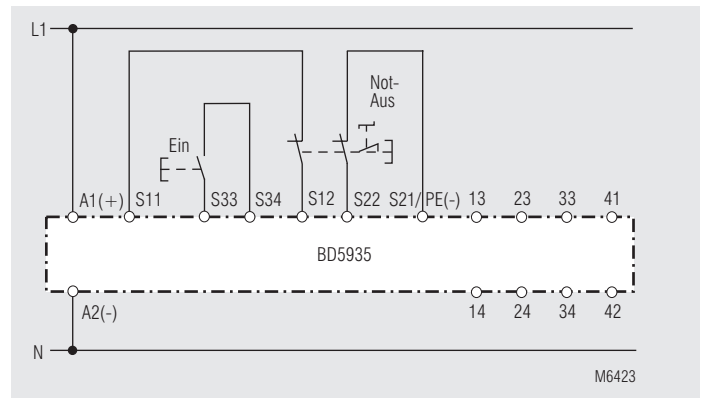 L1
Not-
Aus
Ein
A1(+) S11 S33 S34 S12 S22 S21/PE(-) 13 23 33 41
BD5935
A2(-) 14 24 34 42
N
M6423